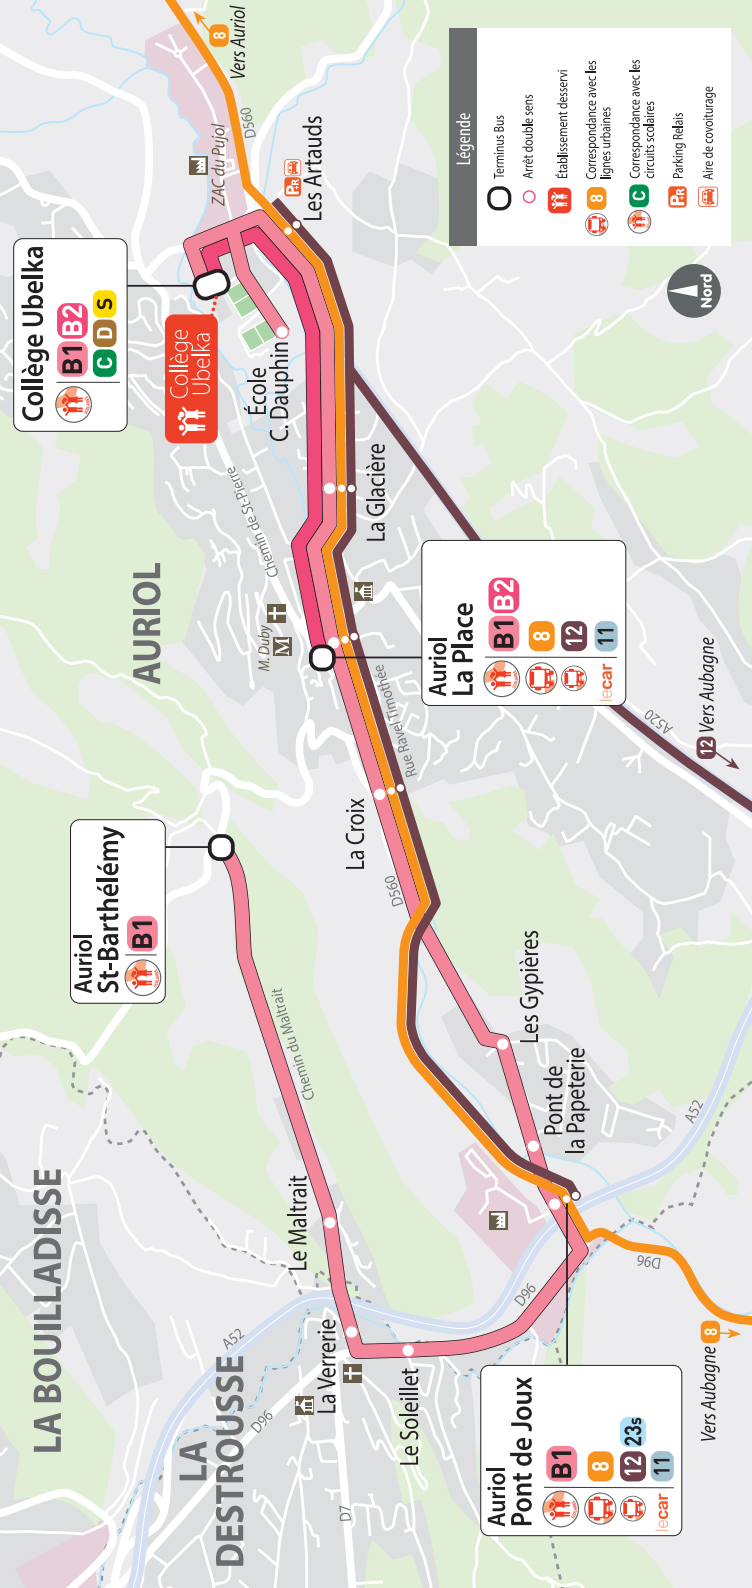 LA BOUILLADISSE
LA
DESTROUSSE
AURIOL
Auriol
St-Barthélémy
B1
Collège Ubelka
B1 B2
C D S
Collège
Ubelka
École
C. Dauphin
ZAC du Pujol
D560
8
Vers Auriol
P+R
Les Artauds
La Glacière
Chemin de St-Pierre
M. Duby
M
Auriol
La Place
B1 B2
8
12
lecar 11
Rue Ravel Timothée
La Croix
D560
A520
12 Vers Aubagne
Chemin du Maltrait
Le Maltrait
La Verrerie
Le Soleillet
A52
D96
D7
D96
Les Gypières
Pont de
la Papeterie
A52
D96
Auriol
Pont de Joux
B1
8
12 23s
lecar 11
Vers Aubagne 8
Nord
Légende
Terminus Bus
Arrêt double sens
Établissement desservi
8 Correspondance avec les
lignes urbaines
C Correspondance avec les
circuits scolaires
P+R Parking Relais
Aire de covoiturage